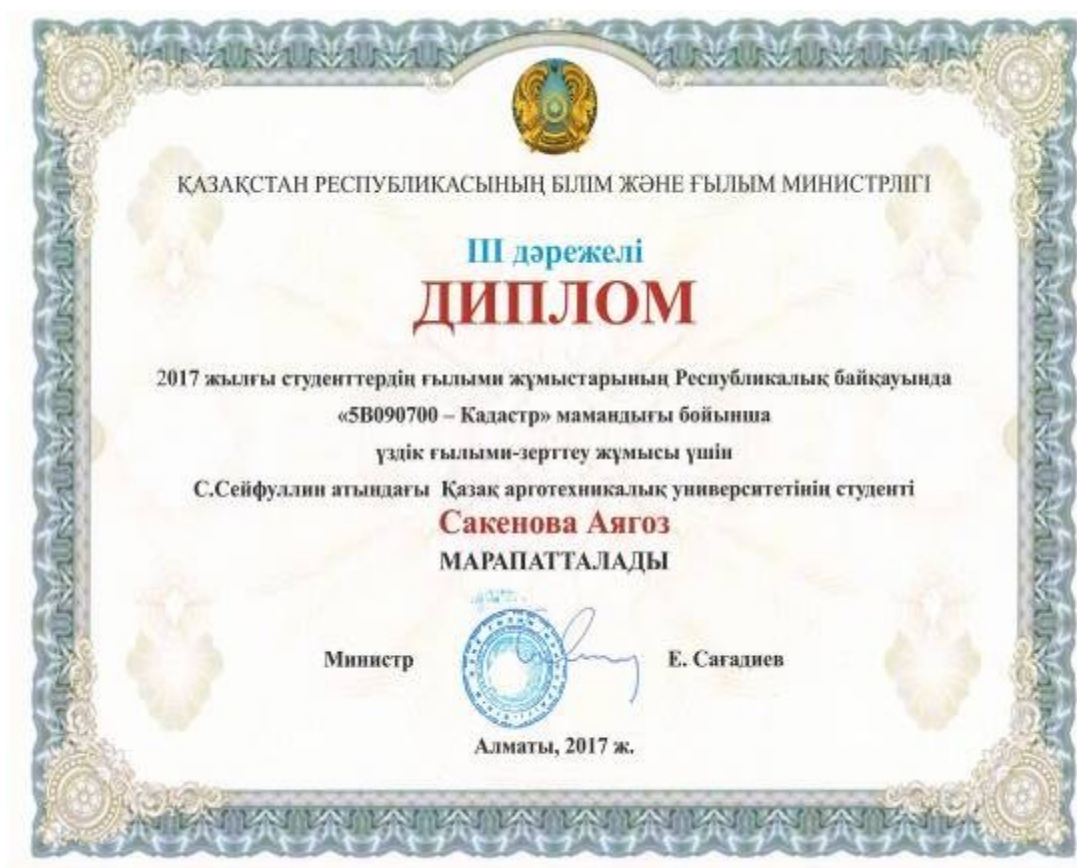 ҚАЗАҚСТАН РЕСПУБЛИКАСЫНЫҢ БІЛІМ ЖӘНЕ ҒЫЛЫМ МИНИСТРЛІГІ
III дәрежелі
ДИПЛОМ
2017 жылғы студенттердің ғылыми жұмыстарының Республикалық байқауында
«5В090700 – Кадастр» мамандығы бойынша
үздік ғылыми-зерттеу жұмысы үшін
С.Сейфуллин атындағы Қазақ арготехникалық университетінің студенті
Сакенова Аягоз
МАРАПАТТАЛАДЫ
Министр Е. Сағадиев
Алматы, 2017 ж.